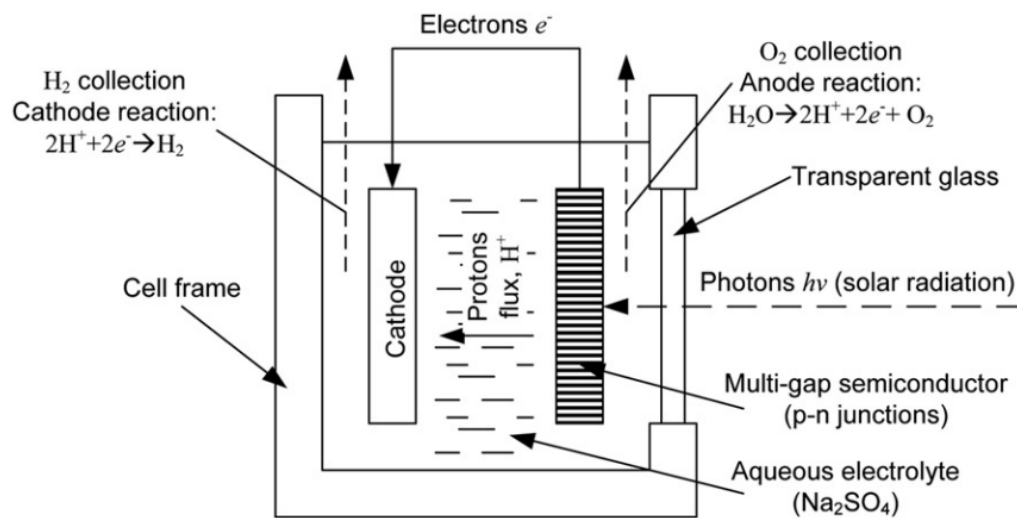 Electrons e⁻
H₂ collection
Cathode reaction:
2H⁺+2e⁻→H₂
O₂ collection
Anode reaction:
H₂O→2H⁺+2e⁻+ O₂
Transparent glass
Cell frame
Cathode
Protons
flux, H⁺
Photons hν (solar radiation)
Multi-gap semiconductor
(p-n junctions)
Aqueous electrolyte
(Na₂SO₄)